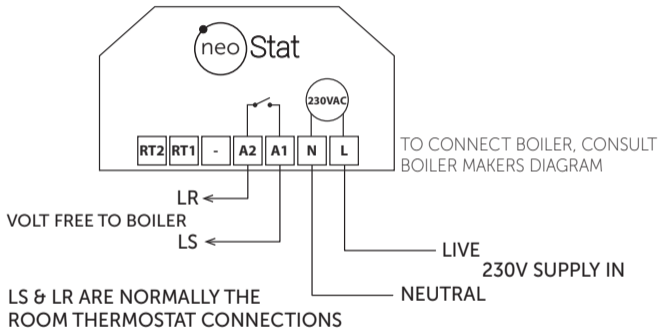 neo Stat
230VAC
RT2 RT1 - A2 A1 N L
TO CONNECT BOILER, CONSULT
BOILER MAKERS DIAGRAM
LR
VOLT FREE TO BOILER
LS
LIVE
230V SUPPLY IN
NEUTRAL
LS & LR ARE NORMALLY THE
ROOM THERMOSTAT CONNECTIONS